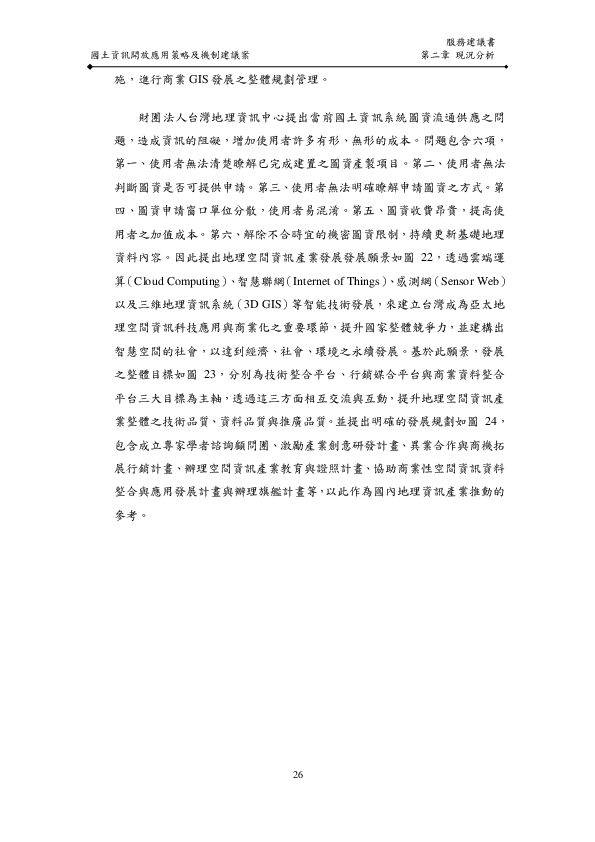 服務建議書
國土資訊開放應用策略及機制建議案 第二章 現況分析
施，進行商業 GIS 發展之整體規劃管理。
財團法人台灣地理資訊中心提出當前國土資訊系統圖資流通供應之問
題，造成資訊的阻礙，增加使用者許多有形、無形的成本。問題包含六項，
第一、使用者無法清楚瞭解已完成建置之圖資產製項目。第二、使用者無法
判斷圖資是否可提供申請。第三、使用者無法明確瞭解申請圖資之方式。第
四、圖資申請窗口單位分散，使用者易混淆。第五、圖資收費昂貴，提高使
用者之加值成本。第六、解除不合時宜的機密圖資限制，持續更新基礎地理
資料內容。因此提出地理空間資訊產業發展發展願景如圖 22，透過雲端運
算（Cloud Computing）、智慧聯網（Internet of Things）、感測網（Sensor Web）
以及三維地理資訊系統（3D GIS）等智能技術發展，來建立台灣成為亞太地
理空間資訊科技應用與商業化之重要環節，提升國家整體競爭力，並建構出
智慧空間的社會，以達到經濟、社會、環境之永續發展。基於此願景，發展
之整體目標如圖 23，分別為技術整合平台、行銷媒合平台與商業資料整合
平台三大目標為主軸，透過這三方面相互交流與互動，提升地理空間資訊產
業整體之技術品質、資料品質與推廣品質。並提出明確的發展規劃如圖 24，
包含成立專家學者諮詢顧問團、激勵產業創意研發計畫、異業合作與商機拓
展行銷計畫、辦理空間資訊產業教育與證照計畫、協助商業性空間資訊資料
整合與應用發展計畫與辦理旗艦計畫等，以此作為國內地理資訊產業推動的
參考。
26